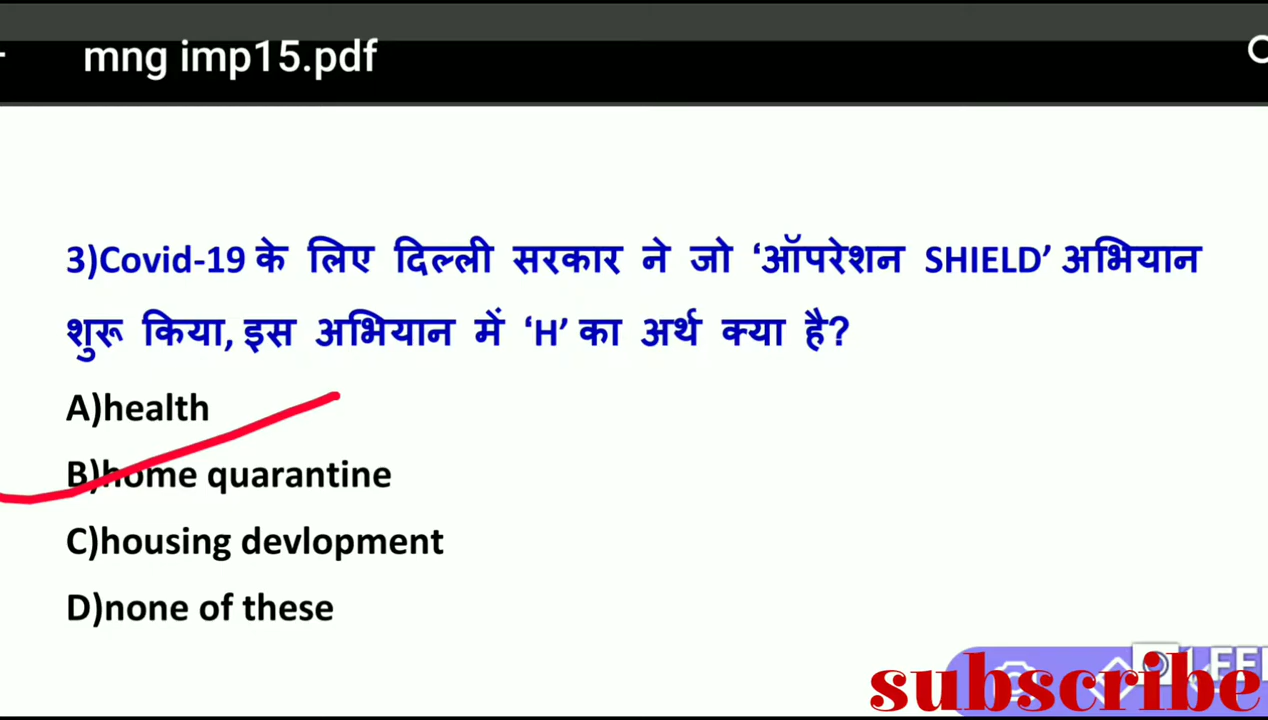 mng imp15.pdf
3)Covid-19 के लिए दिल्ली सरकार ने जो ‘ऑपरेशन SHIELD’ अभियान
शुरू किया, इस अभियान में ‘H’ का अर्थ क्या है?
A)health
B)home quarantine
C)housing devlopment
D)none of these
subscribe